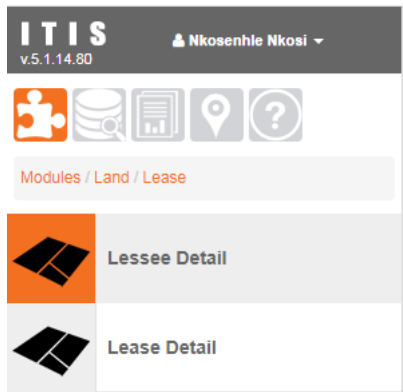 ITIS
Nkosenhle Nkosi
v.5.1.14.80
?
Modules / Land / Lease
Lessee Detail
Lease Detail